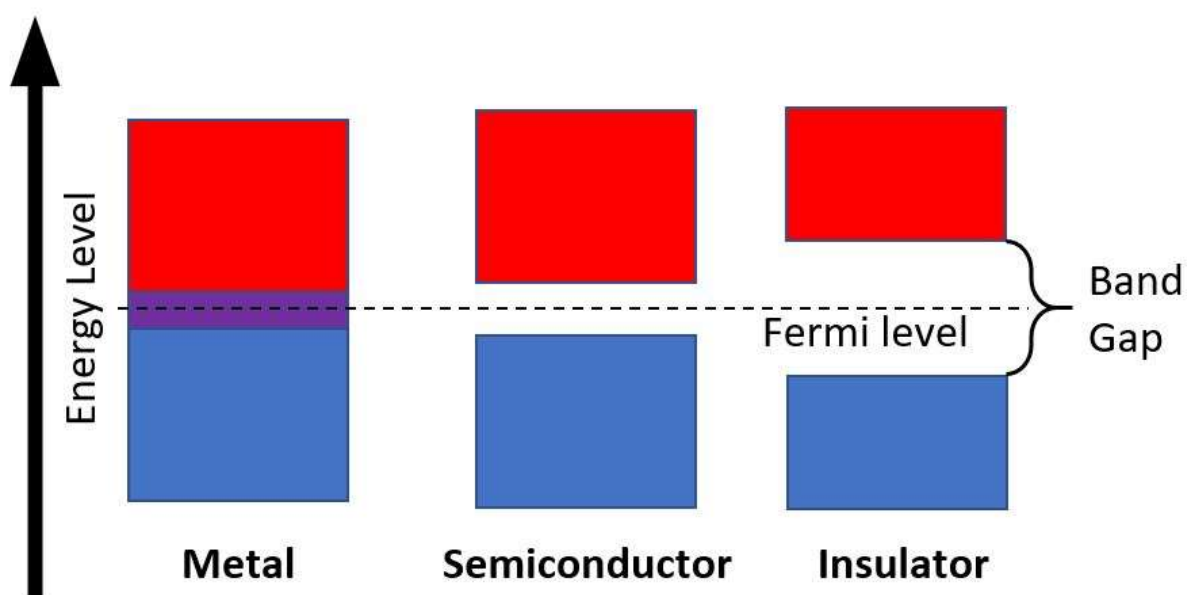 Energy Level
Fermi level
Band
Gap
Metal
Semiconductor
Insulator